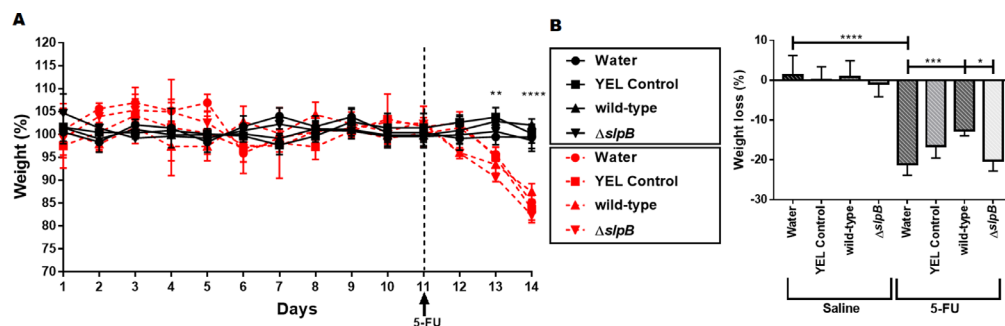 A
Weight (%)
120
115
110
105
100
95
90
85
80
75
70
**
****
1 2 3 4 5 6 7 8 9 10 11 12 13 14
Days
5-FU
Water
YEL Control
wild-type
ΔslpB
Water
YEL Control
wild-type
ΔslpB
B
Weight loss (%)
10
0
-10
-20
-30
****
***
*
Water
YEL Control
wild-type
ΔslpB
Water
YEL Control
wild-type
ΔslpB
Saline
5-FU